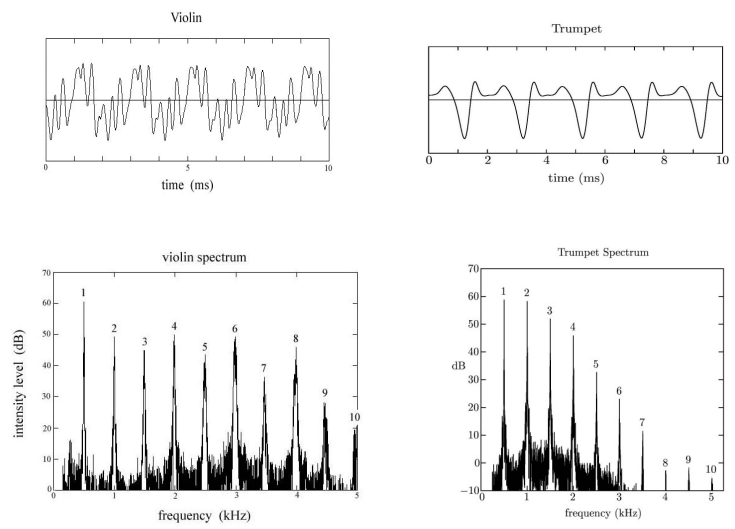 Violin
0
5
10
time (ms)
Trumpet
0 2 4 6 8 10
time (ms)
violin spectrum
70
60
50
40
30
20
10
0
intensity level (dB)
1 2 3 4 5 6 7 8 9 10
0 1 2 3 4 5
frequency (kHz)
Trumpet Spectrum
70
60
50
40
dB
30
20
10
0
−10
1 2 3 4 5 6 7 8 9 10
0 1 2 3 4 5
frequency (kHz)